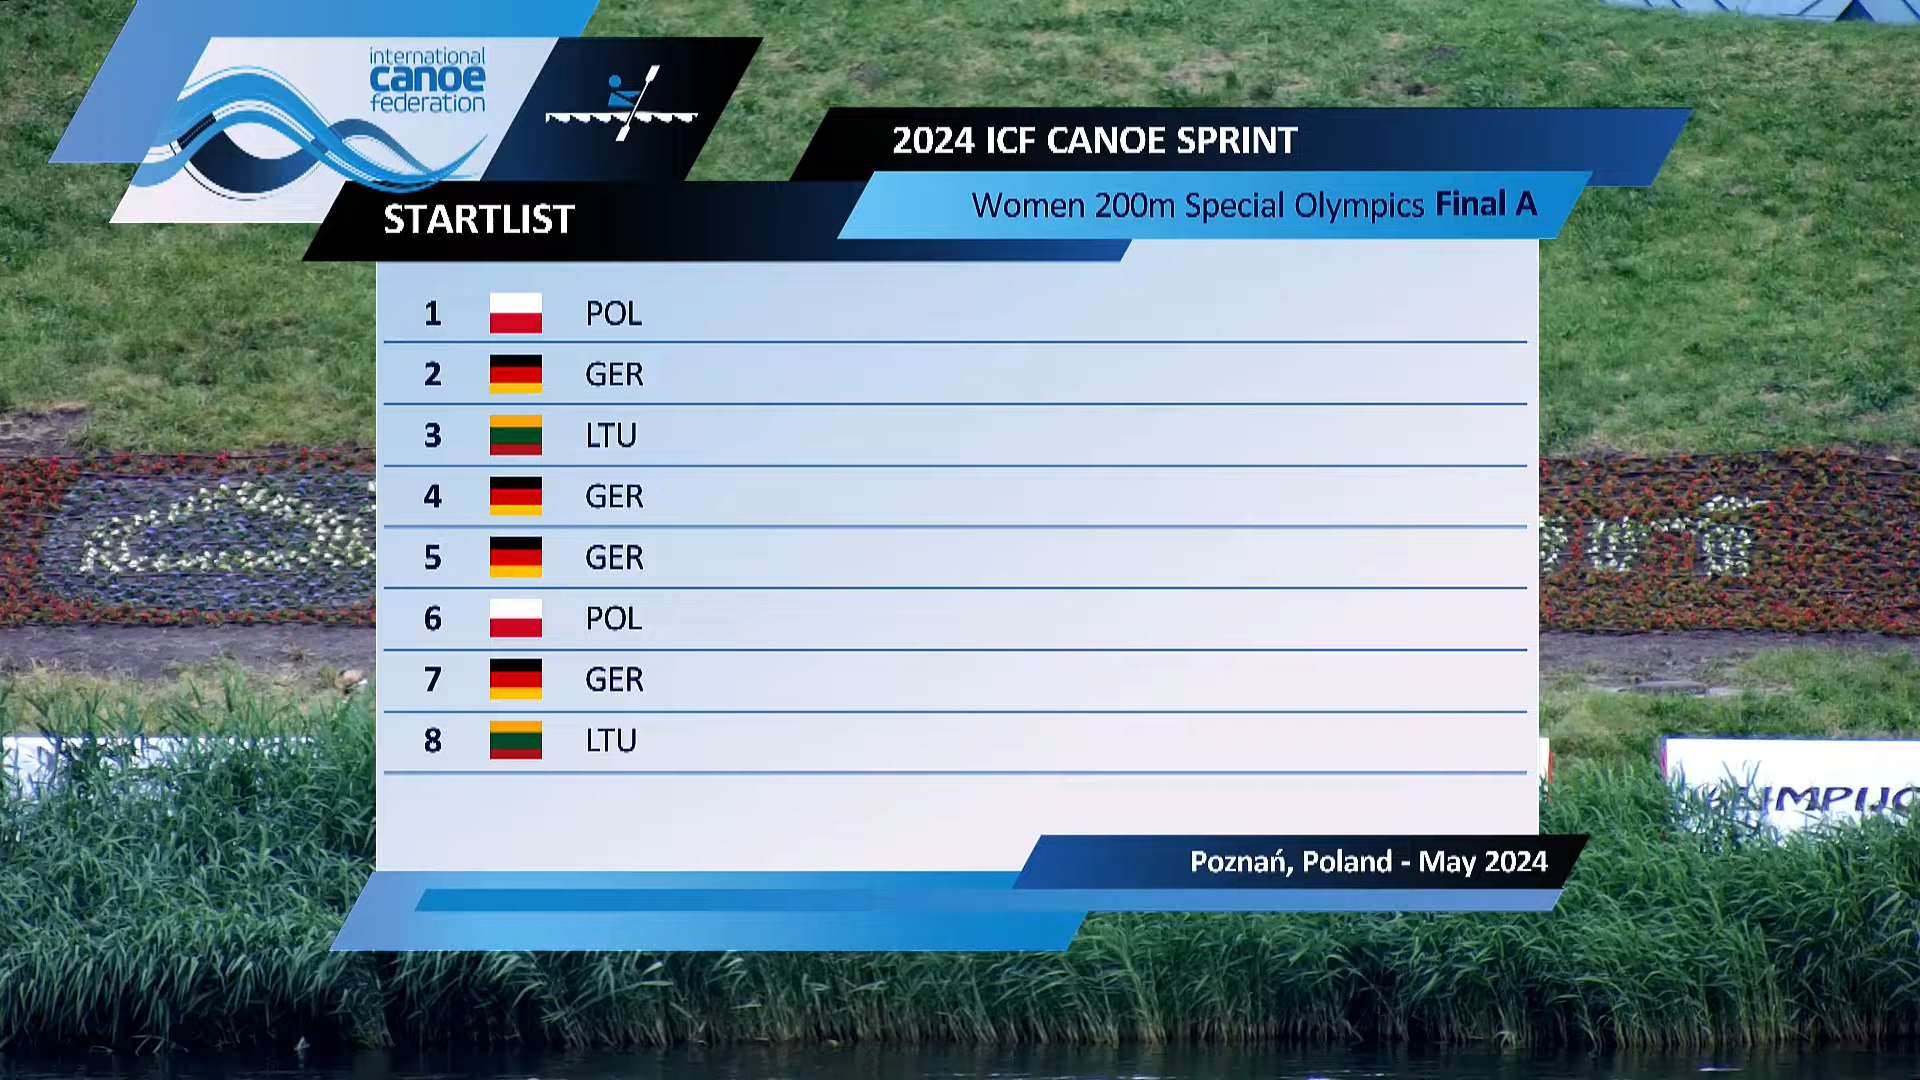 international
canoe
federation
2024 ICF CANOE SPRINT
Women 200m Special Olympics Final A
STARTLIST
1 POL
2 GER
3 LTU
4 GER
5 GER
6 POL
7 GER
8 LTU
Poznań, Poland - May 2024